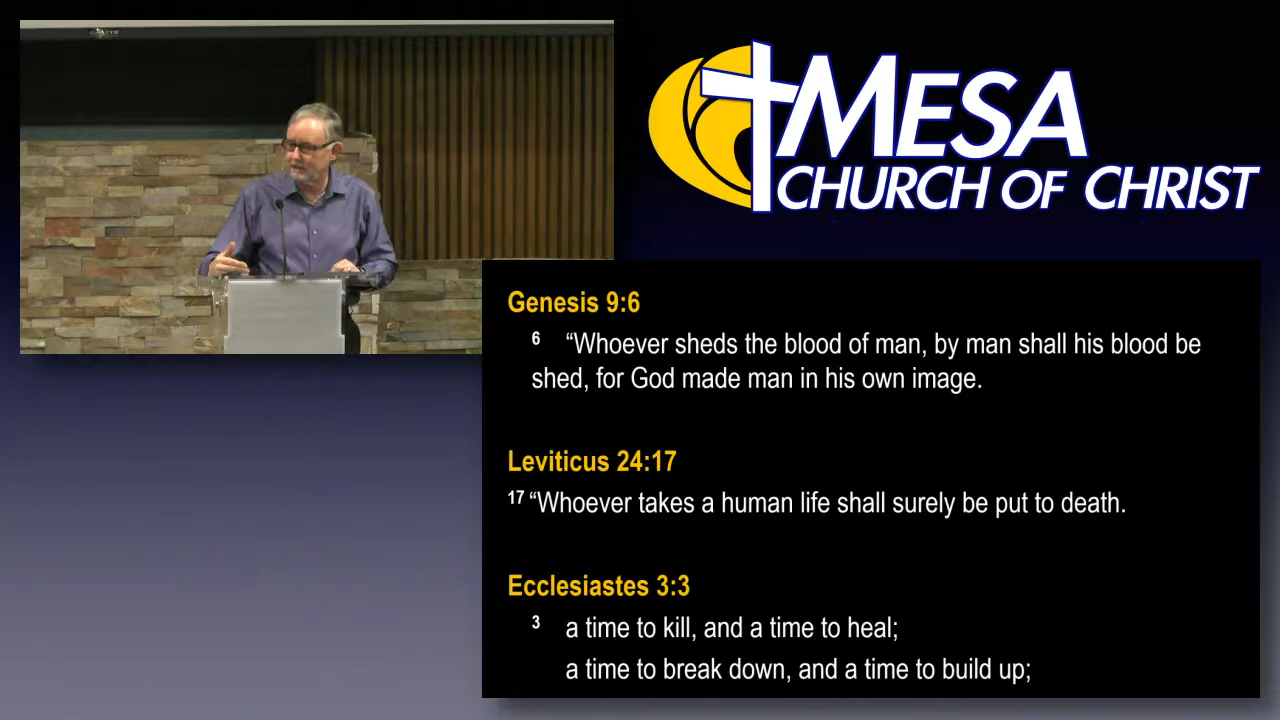 MESA
CHURCH OF CHRIST
Genesis 9:6
6 “Whoever sheds the blood of man, by man shall his blood be
shed, for God made man in his own image.
Leviticus 24:17
17 “Whoever takes a human life shall surely be put to death.
Ecclesiastes 3:3
3 a time to kill, and a time to heal;
a time to break down, and a time to build up;